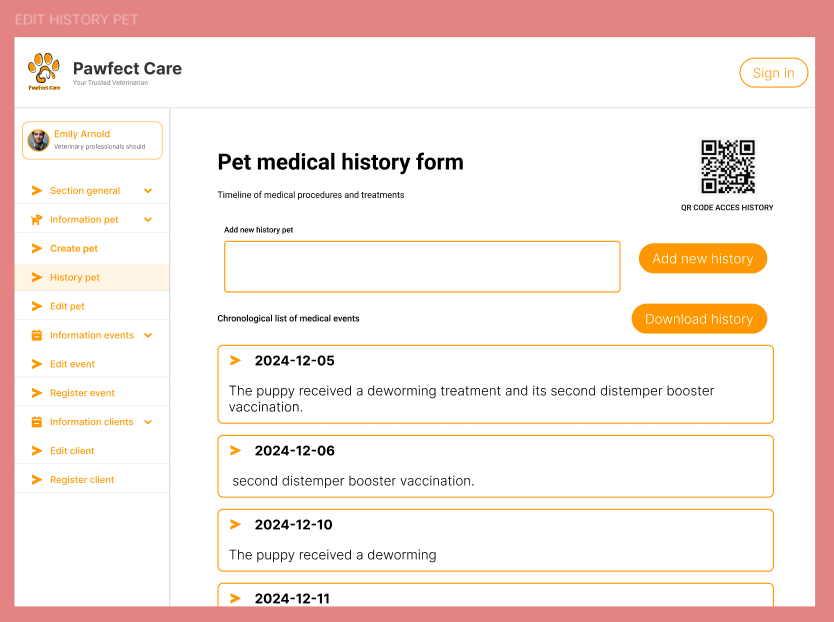 EDIT HISTORY PET
Pawfect Care
Your Trusted Veterinarian
Pawfect Care
Sign in
Emily Arnold
Veterinary professionals should
Section general
Information pet
Create pet
History pet
Edit pet
Information events
Edit event
Register event
Information clients
Edit client
Register client
Pet medical history form
Timeline of medical procedures and treatments
QR CODE ACCES HISTORY
Add new history pet
Add new history
Chronological list of medical events
Download history
2024-12-05
The puppy received a deworming treatment and its second distemper booster
vaccination.
2024-12-06
second distemper booster vaccination.
2024-12-10
The puppy received a deworming
2024-12-11